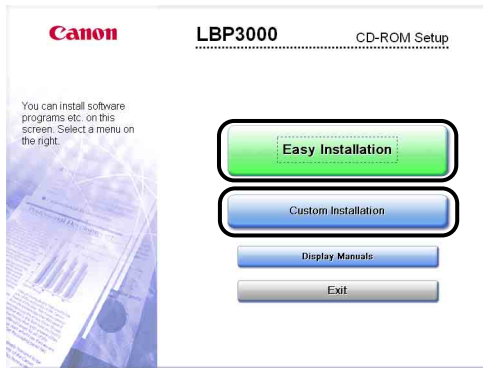 Canon
LBP3000
CD-ROM Setup
You can install software
programs etc. on this
screen. Select a menu on
the right.
Easy Installation
Custom Installation
Display Manuals
Exit